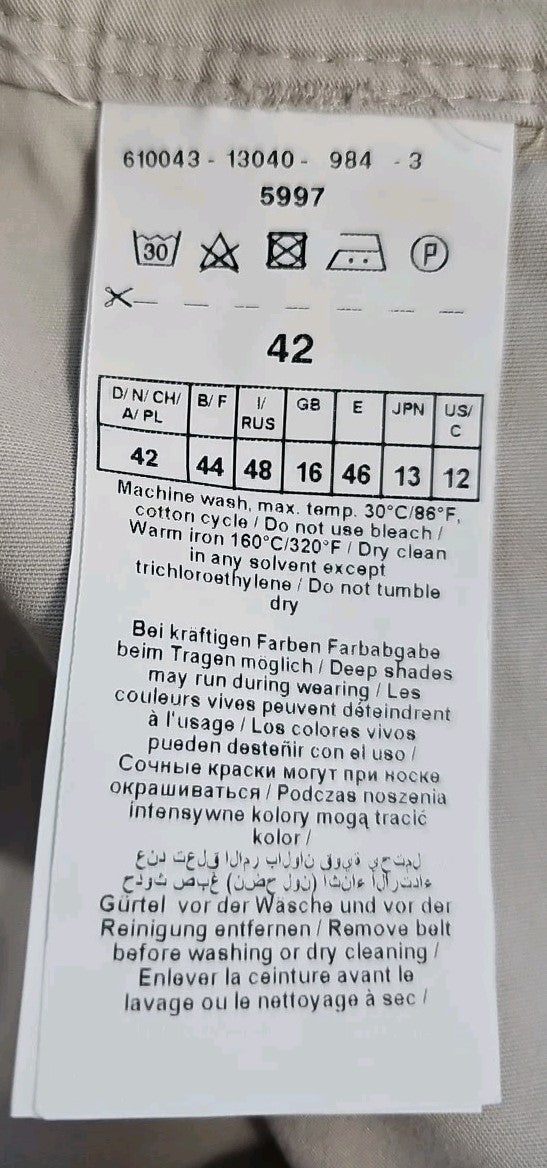 610043 - 13040 - 984 - 3
5997
30 P
42
D/ N/ CH/ A/ PL B/ F I/ RUS GB E JPN US/ C
42 44 48 16 46 13 12
Machine wash, max. temp. 30°C/86°F,
cotton cycle / Do not use bleach /
Warm iron 160°C/320°F / Dry clean
in any solvent except
trichloroethylene / Do not tumble
dry
Bei kräftigen Farben Farbabgabe
beim Tragen möglich / Deep shades
may run during wearing / Les
couleurs vives peuvent déteindrent
à l'usage / Los colores vivos
pueden desteñir con el uso /
Сочные краски могут при носке
окрашиваться / Podczas noszenia
intensywne kolory mogą tracić
kolor /
Gürtel vor der Wäsche und vor der
Reinigung entfernen / Remove belt
before washing or dry cleaning /
Enlever la ceinture avant le
lavage ou le nettoyage à sec /